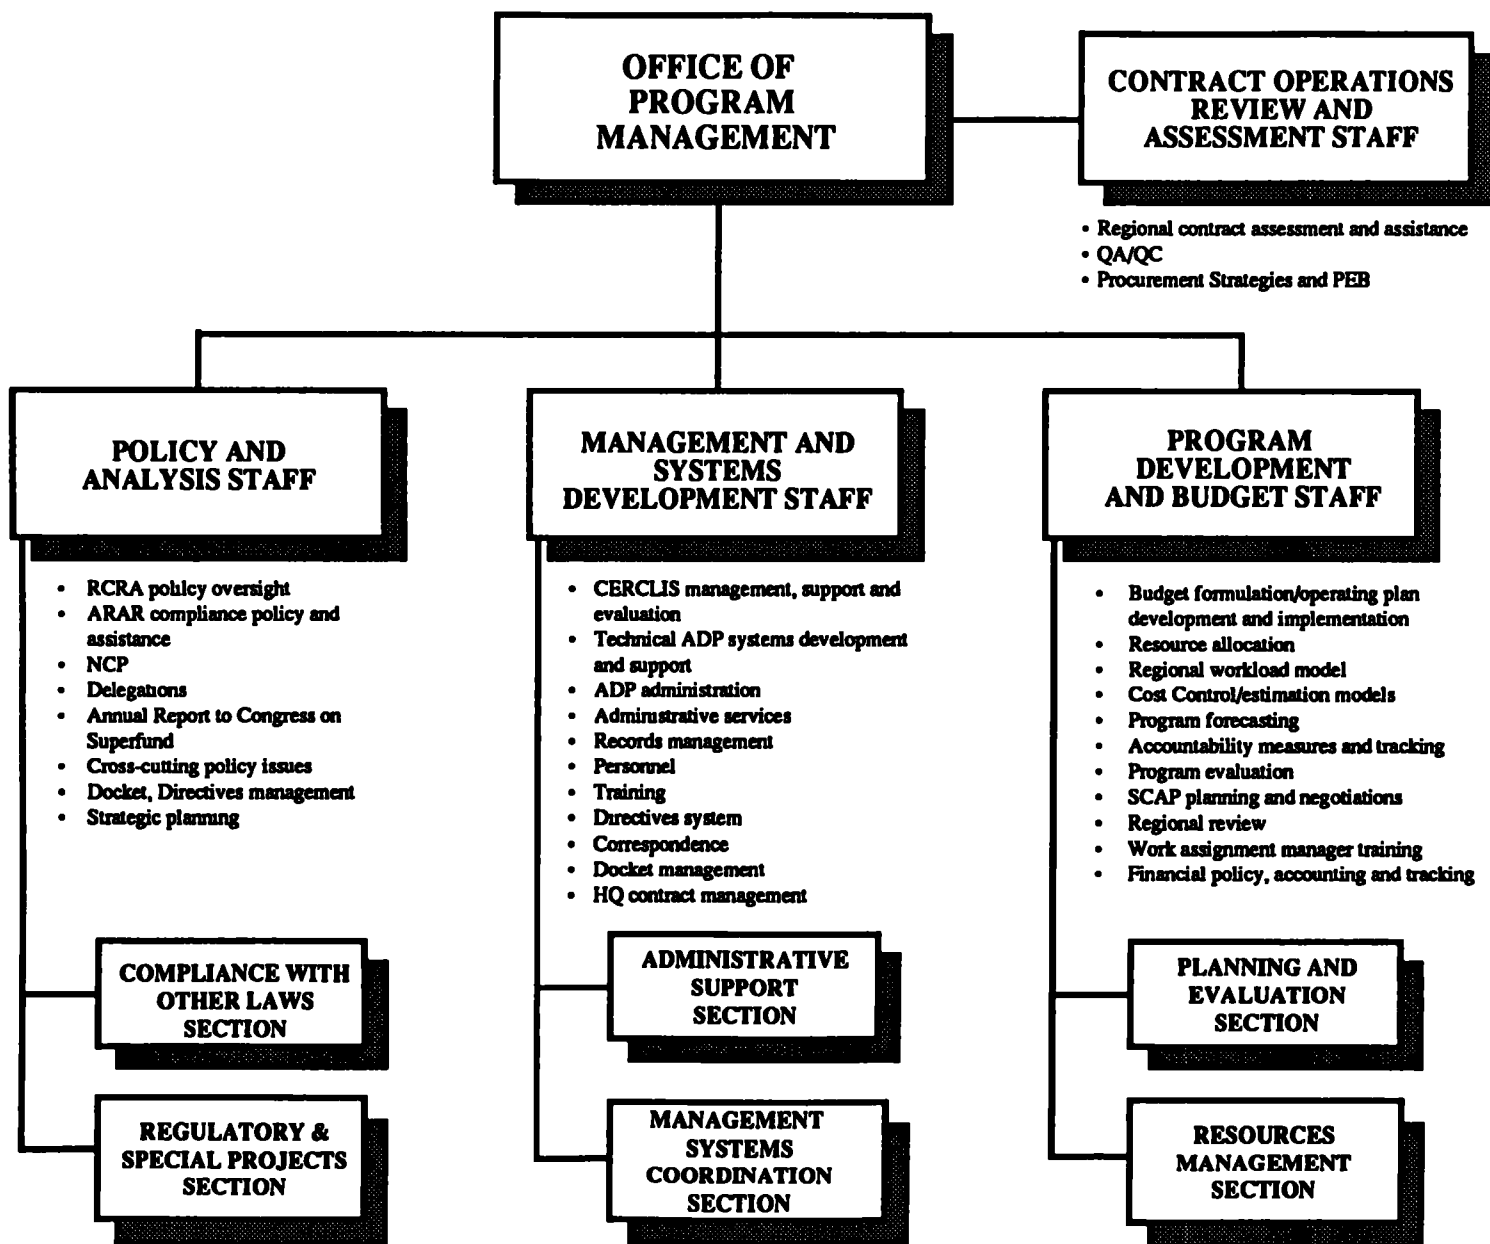 OFFICE OF
PROGRAM
MANAGEMENT
CONTRACT OPERATIONS
REVIEW AND
ASSESSMENT STAFF
• Regional contract assessment and assistance
• QA/QC
• Procurement Strategies and PEB
POLICY AND
ANALYSIS STAFF
• RCRA policy oversight
• ARAR compliance policy and
assistance
• NCP
• Delegations
• Annual Report to Congress on
Superfund
• Cross-cutting policy issues
• Docket, Directives management
• Strategic planning
COMPLIANCE WITH
OTHER LAWS
SECTION
REGULATORY &
SPECIAL PROJECTS
SECTION
MANAGEMENT AND
SYSTEMS
DEVELOPMENT STAFF
• CERCLIS management, support and
evaluation
• Technical ADP systems development
and support
• ADP administration
• Administrative services
• Records management
• Personnel
• Training
• Directives system
• Correspondence
• Docket management
• HQ contract management
ADMINISTRATIVE
SUPPORT
SECTION
MANAGEMENT
SYSTEMS
COORDINATION
SECTION
PROGRAM
DEVELOPMENT
AND BUDGET STAFF
• Budget formulation/operating plan
development and implementation
• Resource allocation
• Regional workload model
• Cost Control/estimation models
• Program forecasting
• Accountability measures and tracking
• Program evaluation
• SCAP planning and negotiations
• Regional review
• Work assignment manager training
• Financial policy, accounting and tracking
PLANNING AND
EVALUATION
SECTION
RESOURCES
MANAGEMENT
SECTION